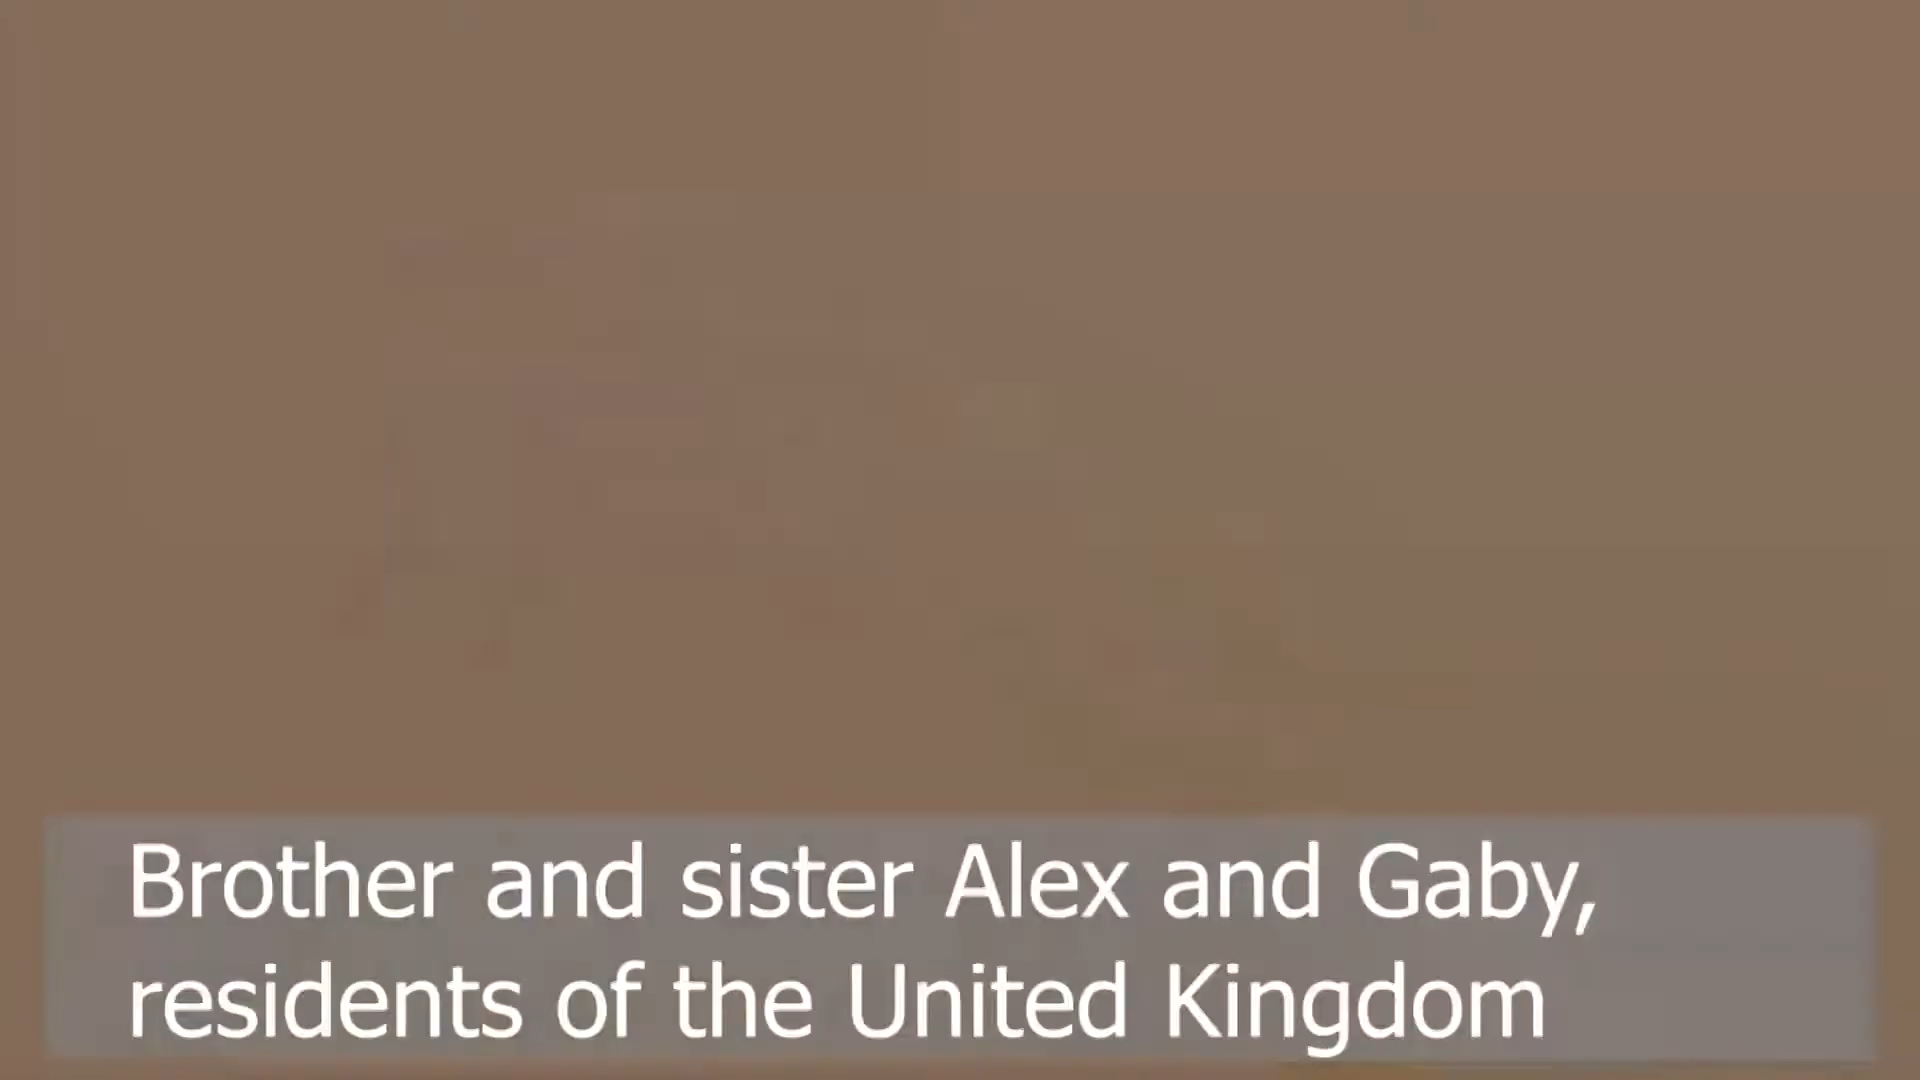 Brother and sister Alex and Gaby,
residents of the United Kingdom